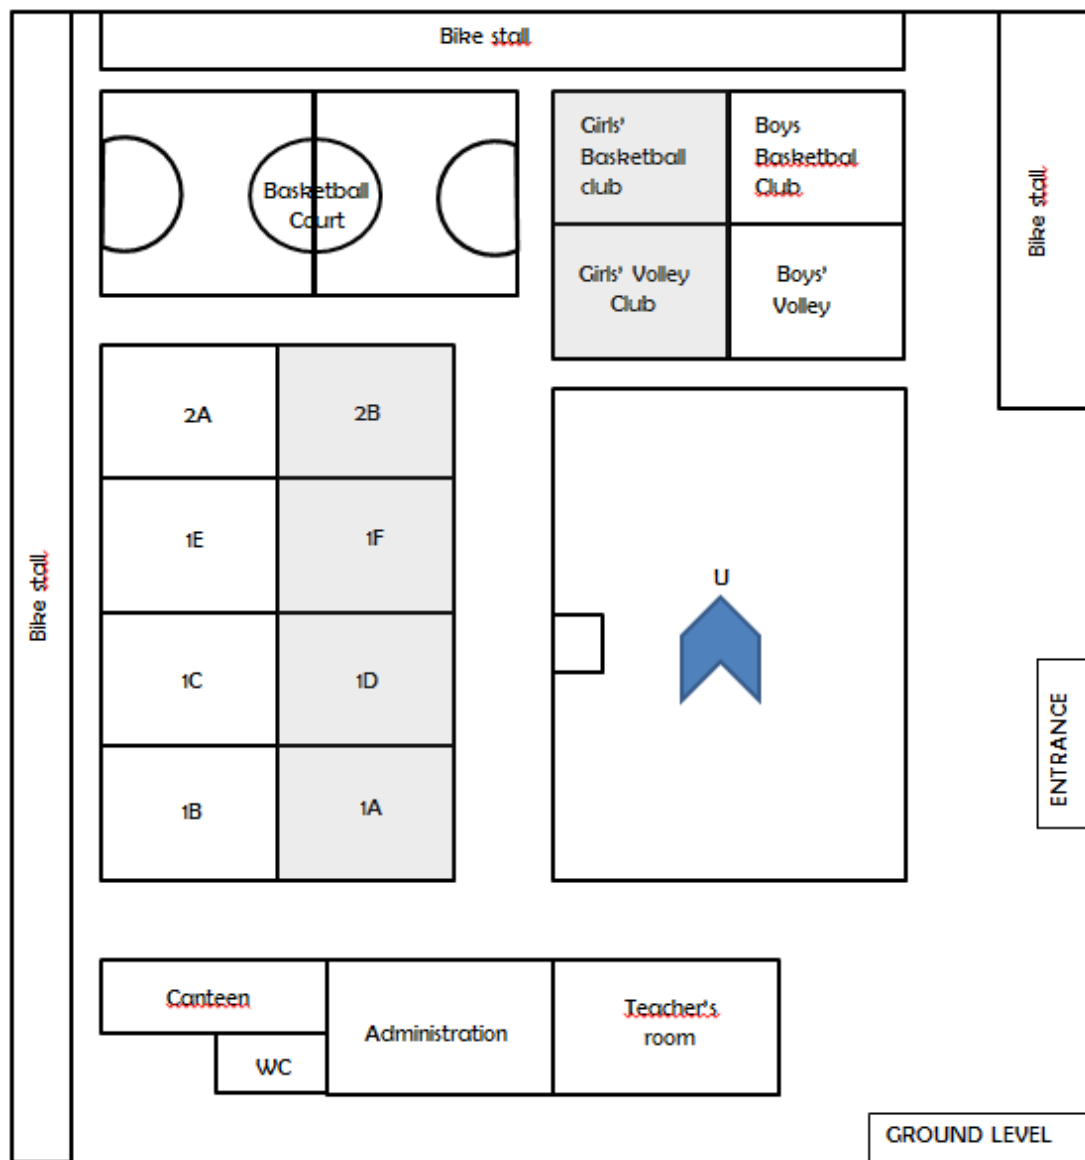 Bike stall
Girls'
Basketball
club
Boys
Basketbal
Club
Bike stall
Basketball
Court
Girls' Volley
Club
Boys'
Volley
2A
2B
1E
1F
Bike stall
U
1C
1D
ENTRANCE
1B
1A
Canteen
Administration
Teacher's
room
WC
GROUND LEVEL